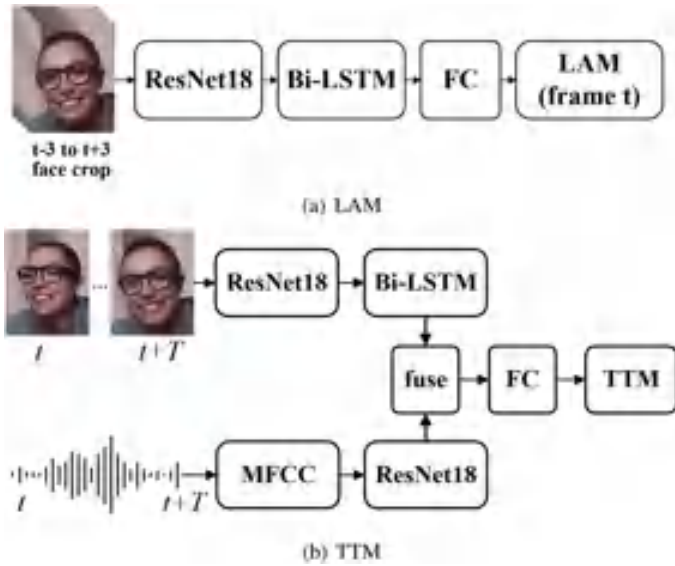 ResNet18
Bi-LSTM
FC
LAM
(frame t)
t-3 to t+3
face crop
(a) LAM
ResNet18
Bi-LSTM
...
t
t+T
fuse
FC
TTM
MFCC
ResNet18
t
t+T
(b) TTM